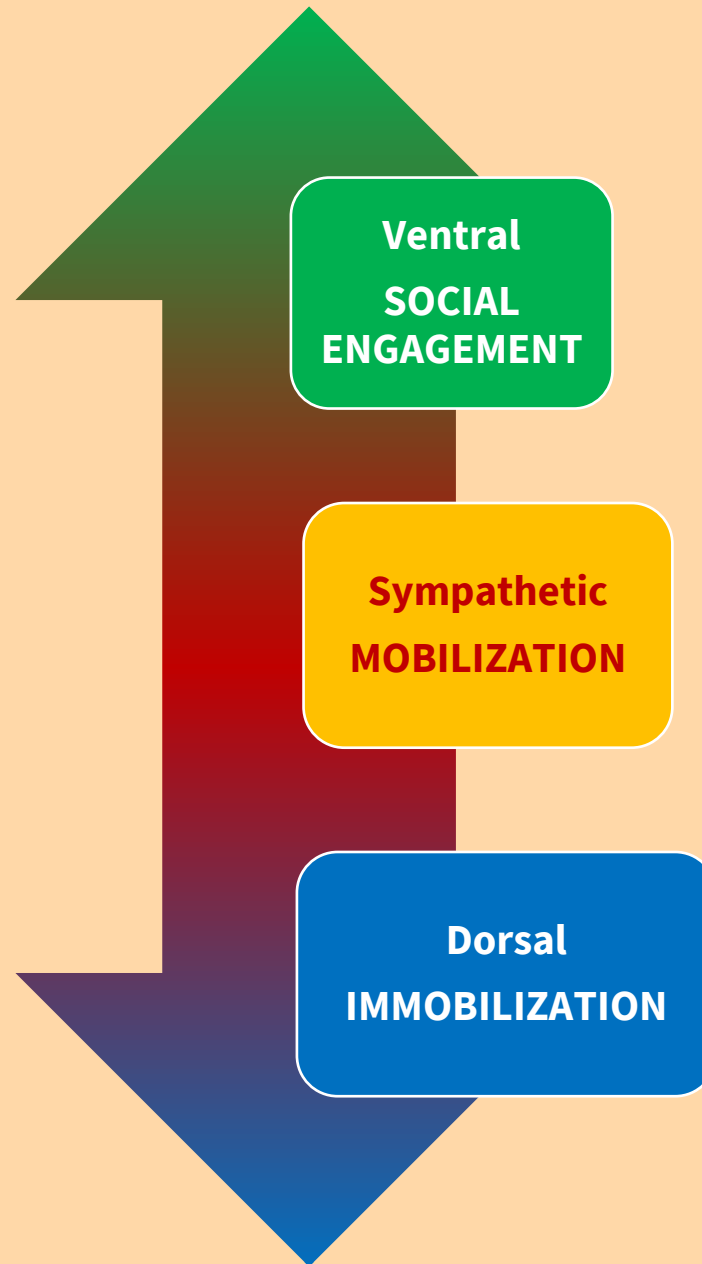 Ventral
SOCIAL
ENGAGEMENT
Sympathetic
MOBILIZATION
Dorsal
IMMOBILIZATION